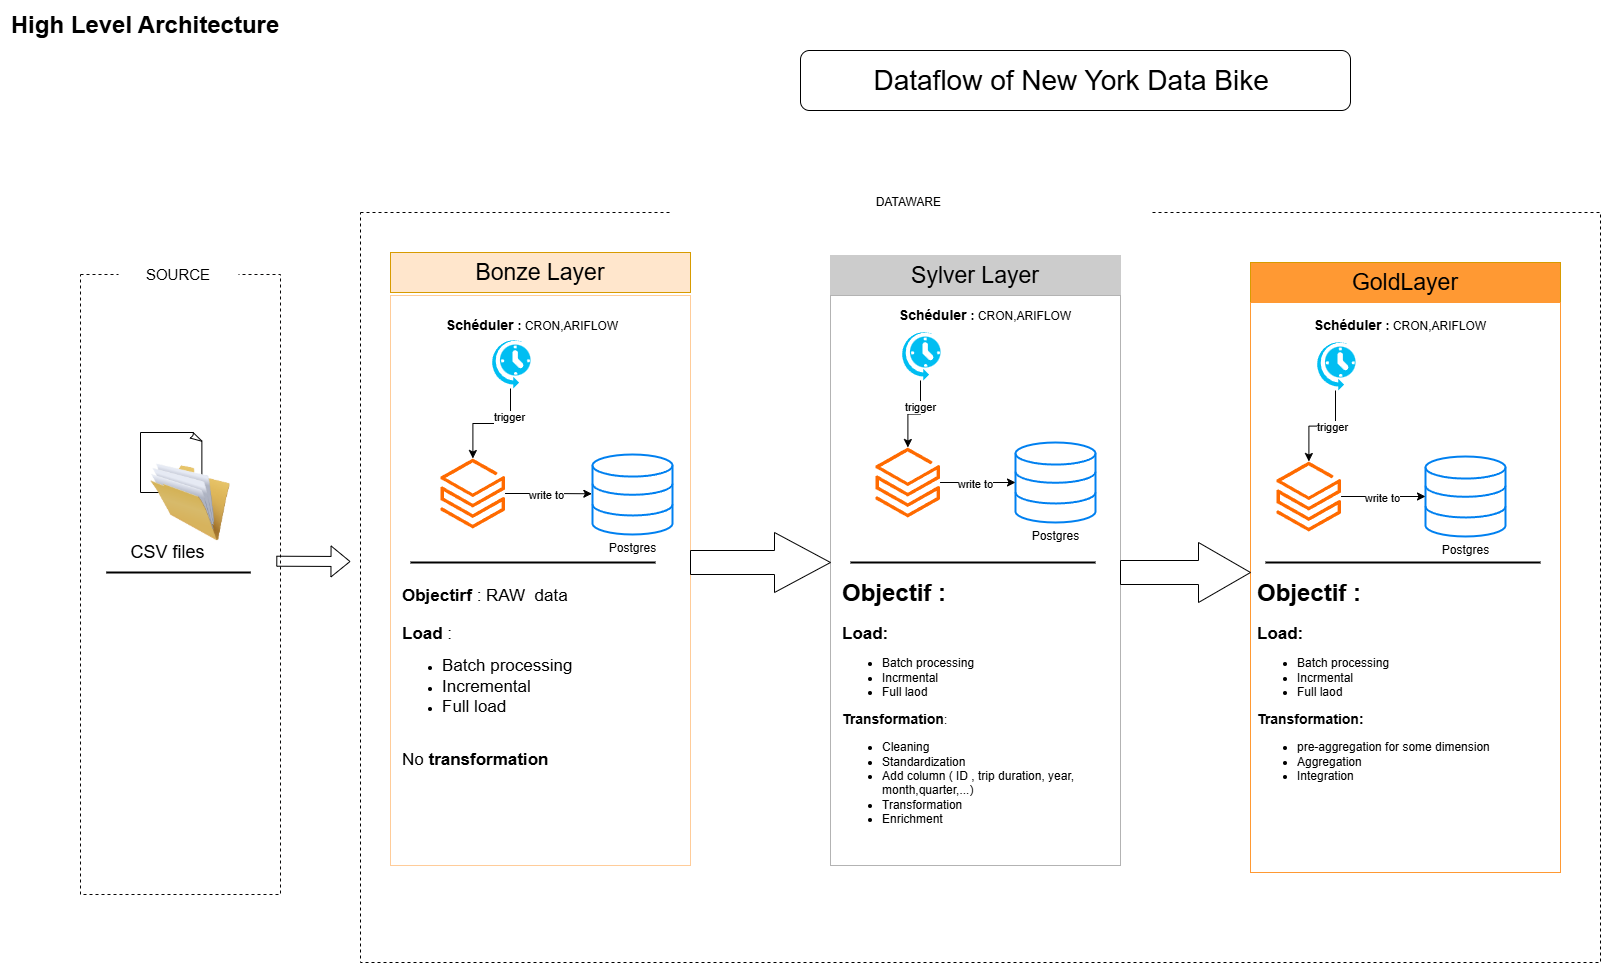 High Level Architecture
Dataflow of New York Data Bike
DATAWARE
SOURCE
CSV files
Bonze Layer
Schéduler : CRON,ARIFLOW
trigger
write to
Postgres
Objectirf : RAW data
Load :
Batch processing
Incremental
Full load
No transformation
Sylver Layer
Schéduler : CRON,ARIFLOW
trigger
write to
Postgres
Objectif :
Load:
Batch processing
Incrmental
Full laod
Transformation:
Cleaning
Standardization
Add column ( ID , trip duration, year,
month,quarter,...)
Transformation
Enrichment
GoldLayer
Schéduler : CRON,ARIFLOW
trigger
write to
Postgres
Objectif :
Load:
Batch processing
Incrmental
Full laod
Transformation:
pre-aggregation for some dimension
Aggregation
Integration